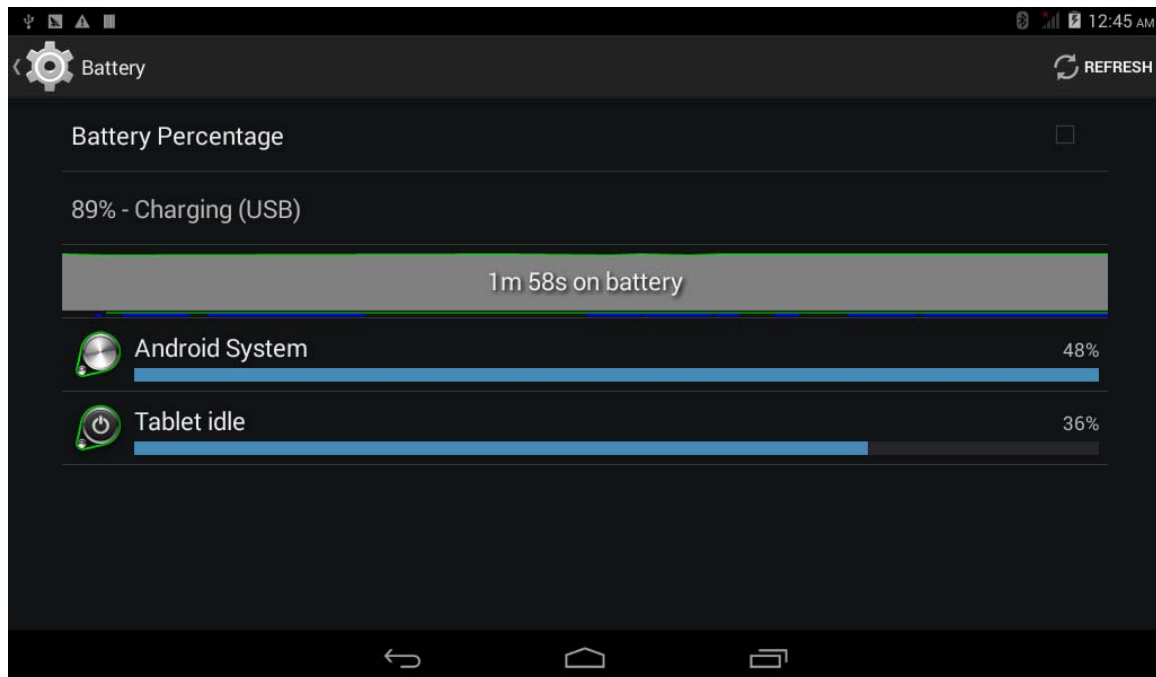 12:45 AM
Battery
REFRESH
Battery Percentage
89% - Charging (USB)
1m 58s on battery
Android System
48%
Tablet idle
36%